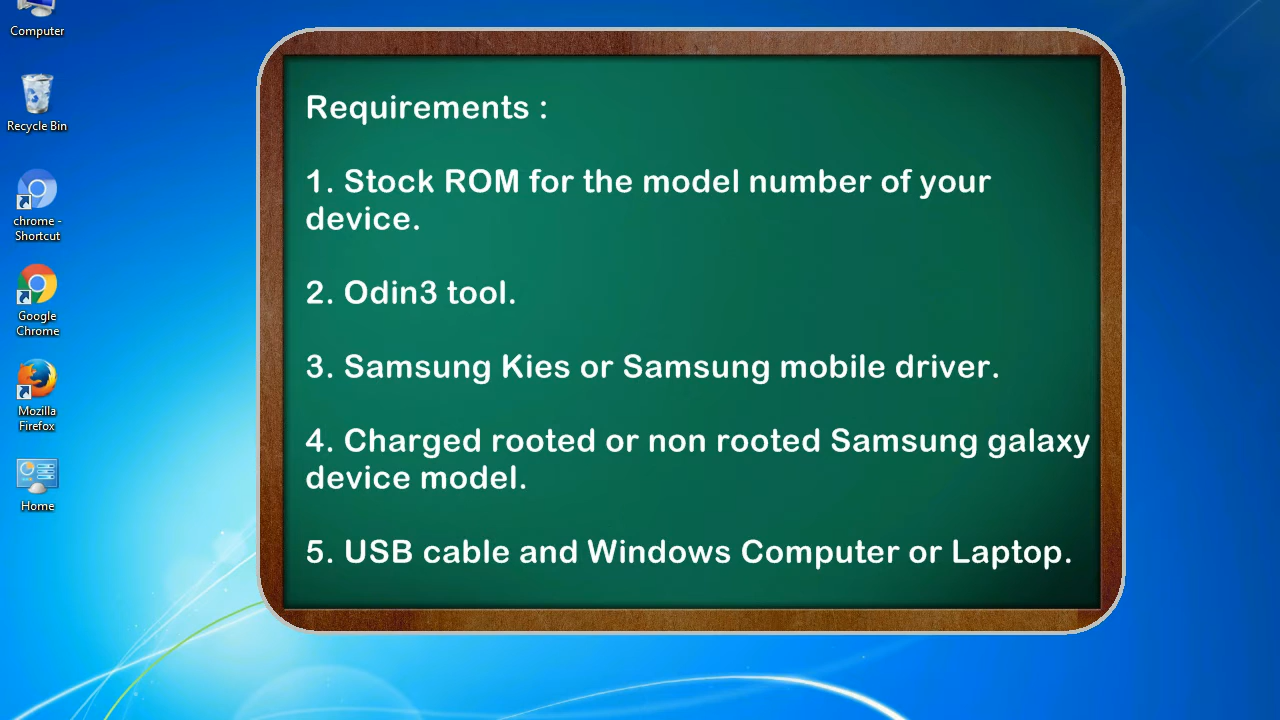 Computer
Recycle Bin
chrome -
Shortcut
Google
Chrome
Mozilla
Firefox
Home
Requirements :
1. Stock ROM for the model number of your
device.
2. Odin3 tool.
3. Samsung Kies or Samsung mobile driver.
4. Charged rooted or non rooted Samsung galaxy
device model.
5. USB cable and Windows Computer or Laptop.